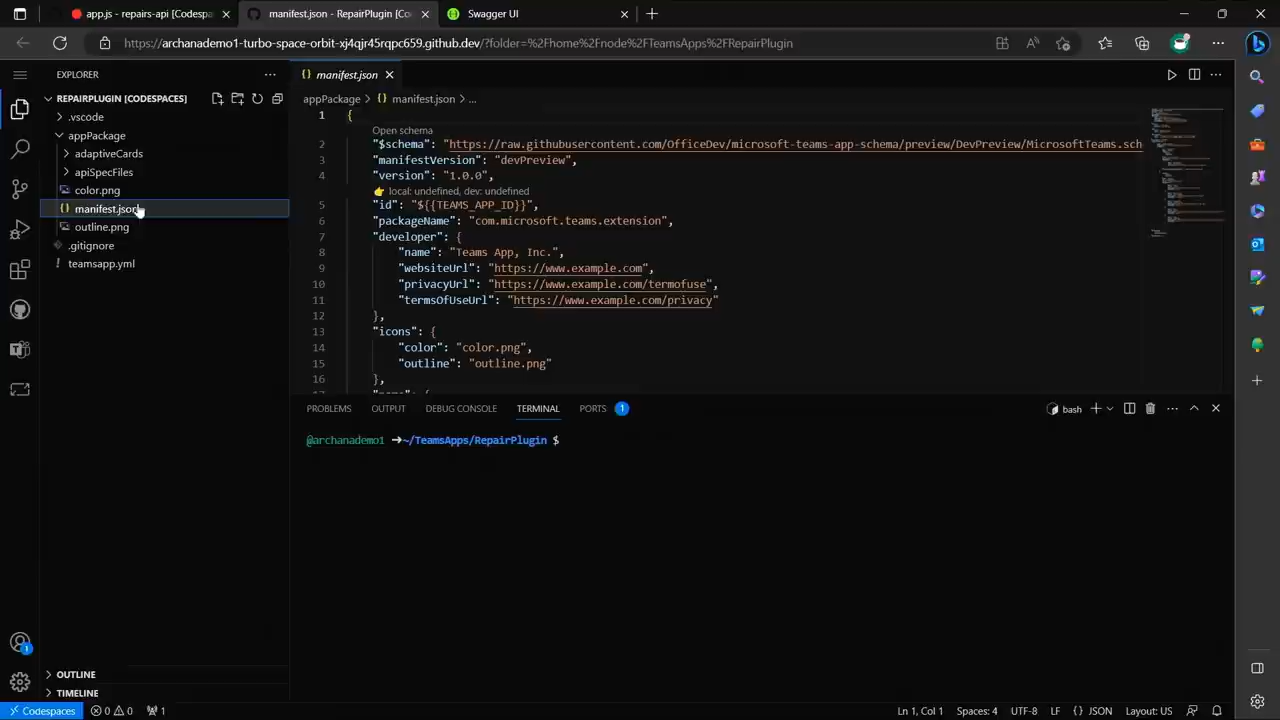 app.js - repairs-api [Codespa
manifest.json - RepairPlugin [Co
Swagger UI
https://archanademo1-turbo-space-orbit-xj4qjr45rqpc659.github.dev/?folder=%2Fhome%2Fnode%2FTeamsApps%2FRepairPlugin
EXPLORER
REPAIRPLUGIN [CODESPACES]
.vscode
appPackage
adaptiveCards
apiSpecFiles
color.png
manifest.json
outline.png
.gitignore
teamsapp.yml
OUTLINE
TIMELINE
manifest.json
appPackage > {} manifest.json > ...
1 {
Open schema
2 "$schema": "https://raw.githubusercontent.com/OfficeDev/microsoft-teams-app-schema/preview/DevPreview/MicrosoftTeams.sch
3 "manifestVersion": "devPreview",
4 "version": "1.0.0",
👉 local: undefined, dev: undefined
5 "id": "${{TEAMS_APP_ID}}",
6 "packageName": "com.microsoft.teams.extension",
7 "developer": {
8 "name": "Teams App, Inc.",
9 "websiteUrl": "https://www.example.com",
10 "privacyUrl": "https://www.example.com/termofuse",
11 "termsOfUseUrl": "https://www.example.com/privacy"
12 },
13 "icons": {
14 "color": "color.png",
15 "outline": "outline.png"
16 },
17 "name": {
PROBLEMS OUTPUT DEBUG CONSOLE TERMINAL PORTS 1
bash
@archanademo1 ➜ ~/TeamsApps/RepairPlugin $
1
Codespaces 0 0 1
Ln 1, Col 1 Spaces: 4 UTF-8 LF {} JSON Layout: US